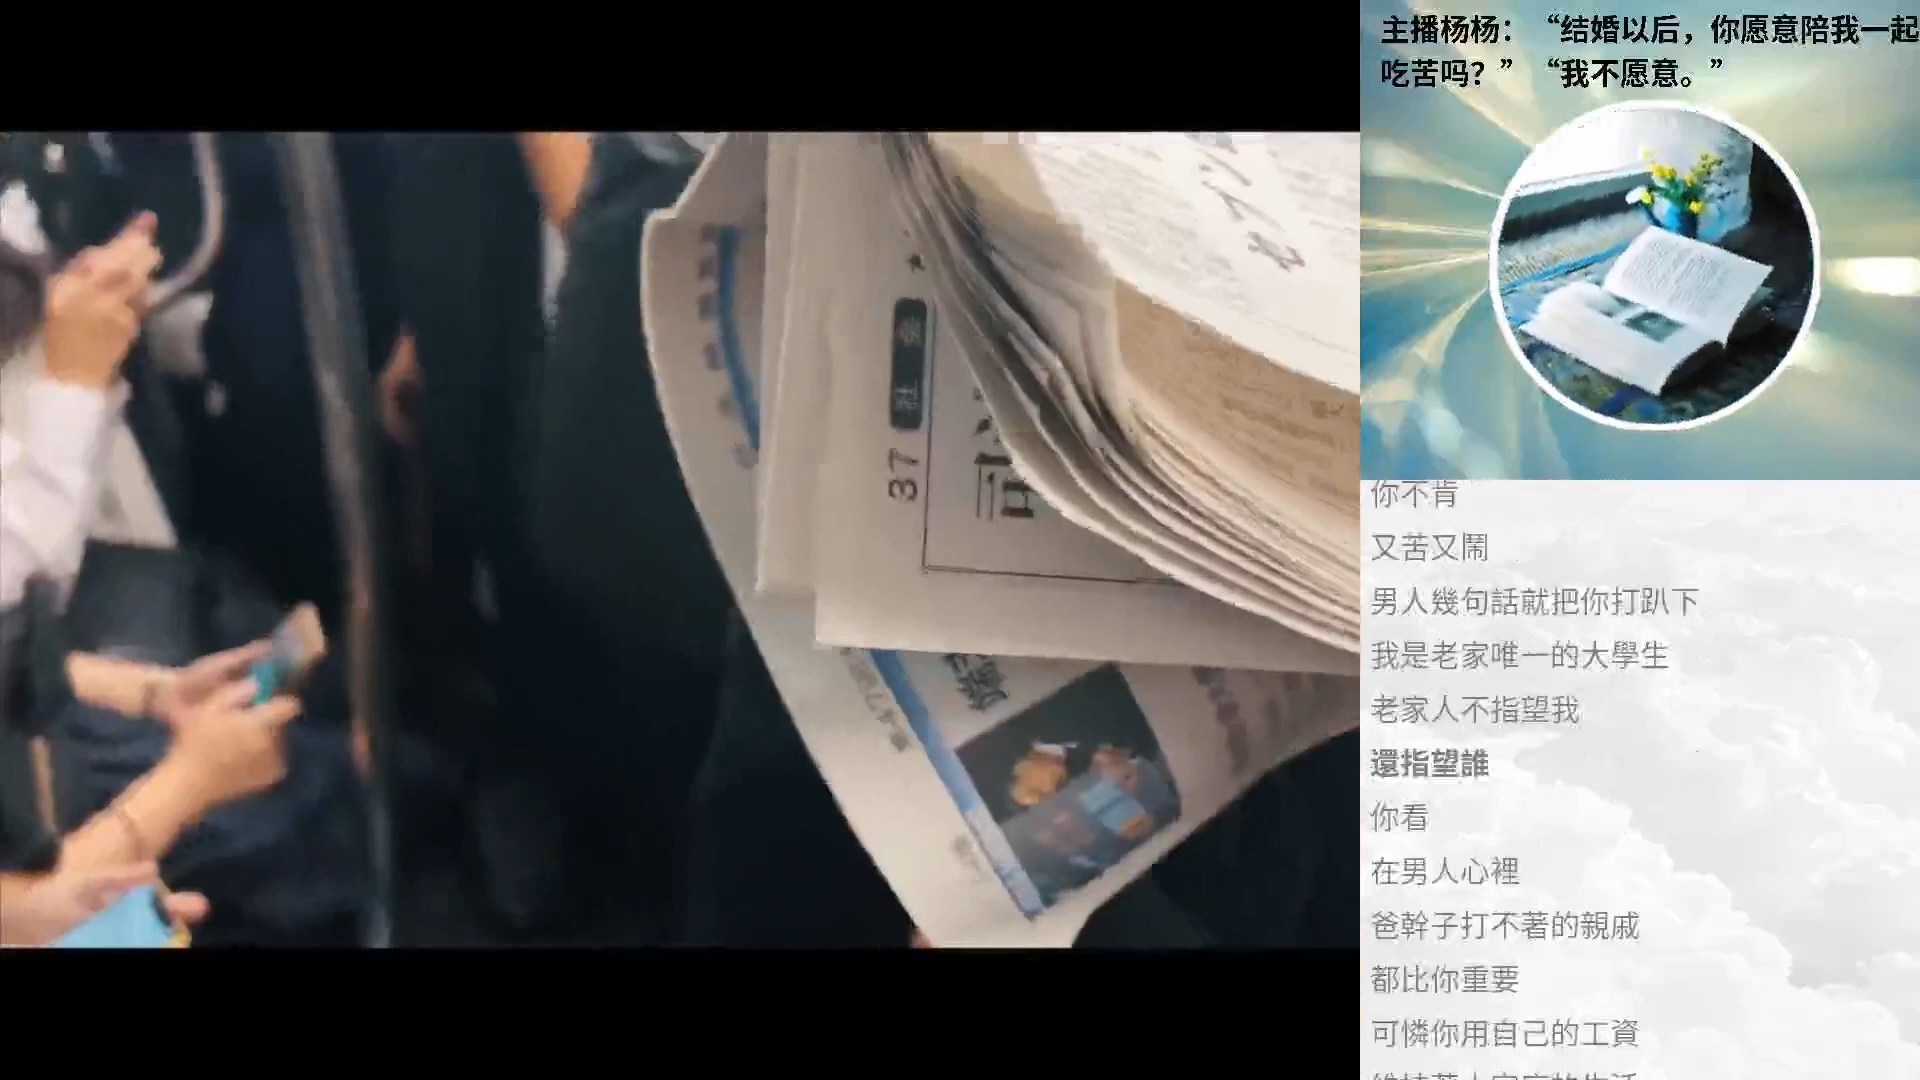 主播杨杨：“结婚以后，你愿意陪我一起
吃苦吗？”“我不愿意。”
37
你不肯
又苦又鬧
男人幾句話就把你打趴下
我是老家唯一的大學生
老家人不指望我
還指望誰
你看
在男人心裡
爸幹子打不著的親戚
都比你重要
可憐你用自己的工資